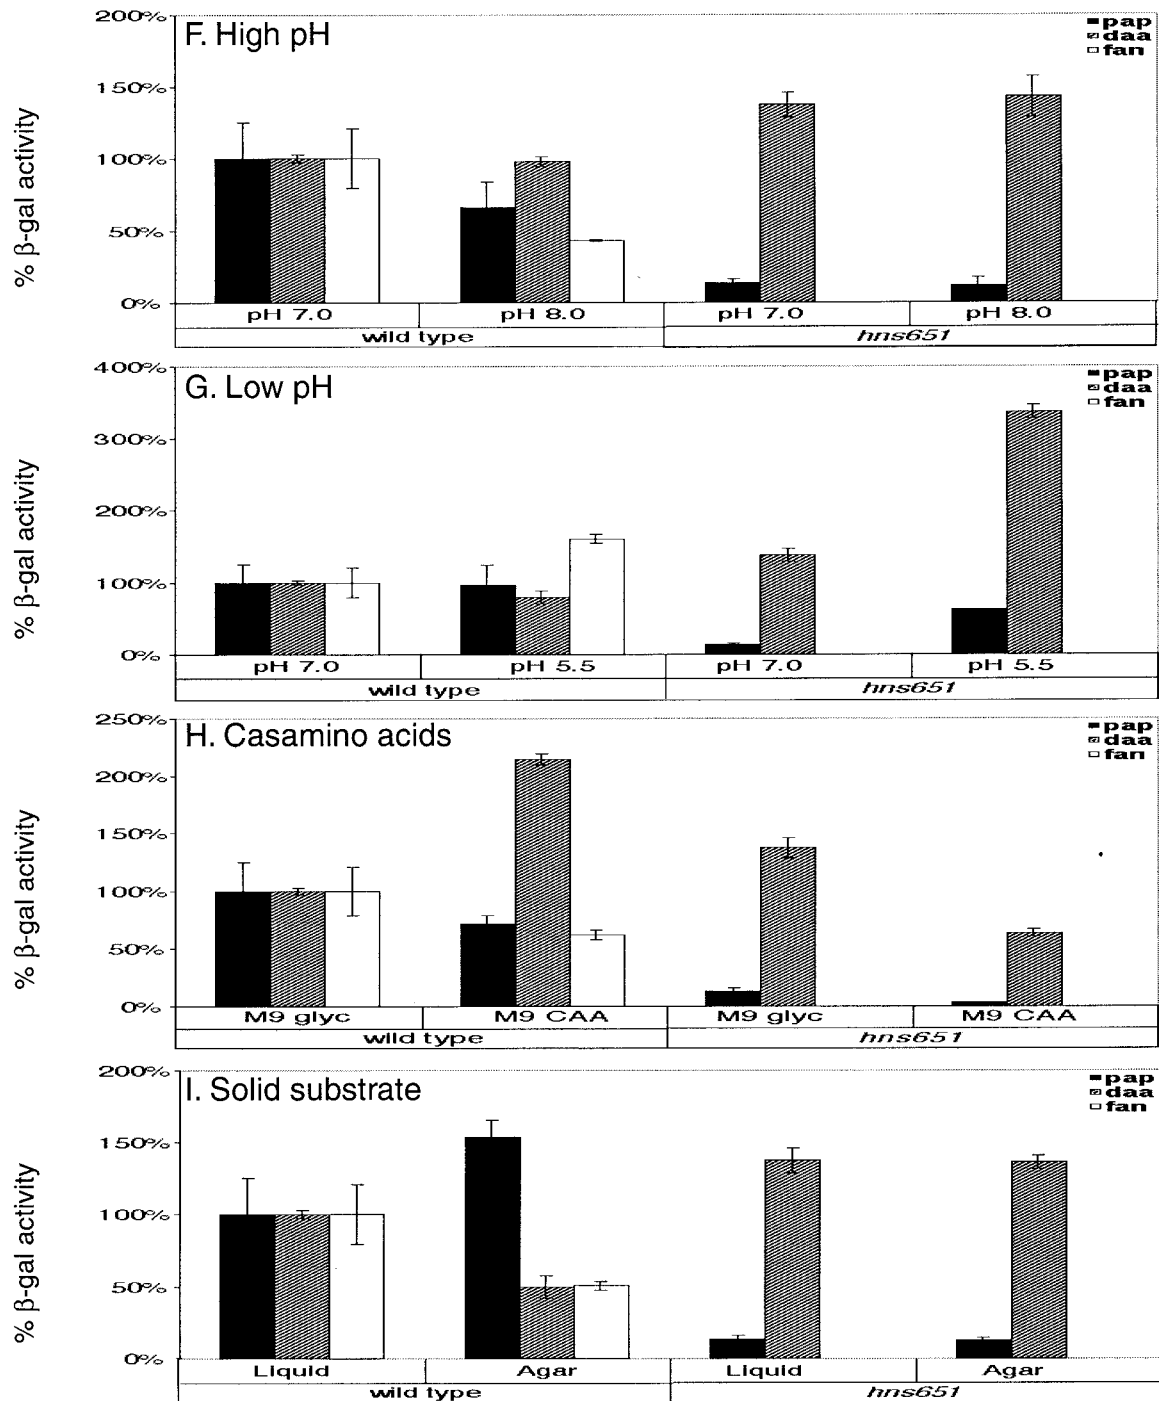 % β-gal activity
200%
150%
100%
50%
0%
F. High pH
pap
daa
fan
pH 7.0 pH 8.0 pH 7.0 pH 8.0
wild type hns651
% β-gal activity
400%
300%
200%
100%
0%
G. Low pH
pap
daa
fan
pH 7.0 pH 5.5 pH 7.0 pH 5.5
wild type hns651
% β-gal activity
250%
200%
150%
100%
50%
0%
H. Casamino acids
pap
daa
fan
M9 glyc M9 CAA M9 glyc M9 CAA
wild type hns651
% β-gal activity
200%
150%
100%
50%
0%
I. Solid substrate
pap
daa
fan
Liquid Agar Liquid Agar
wild type hns651